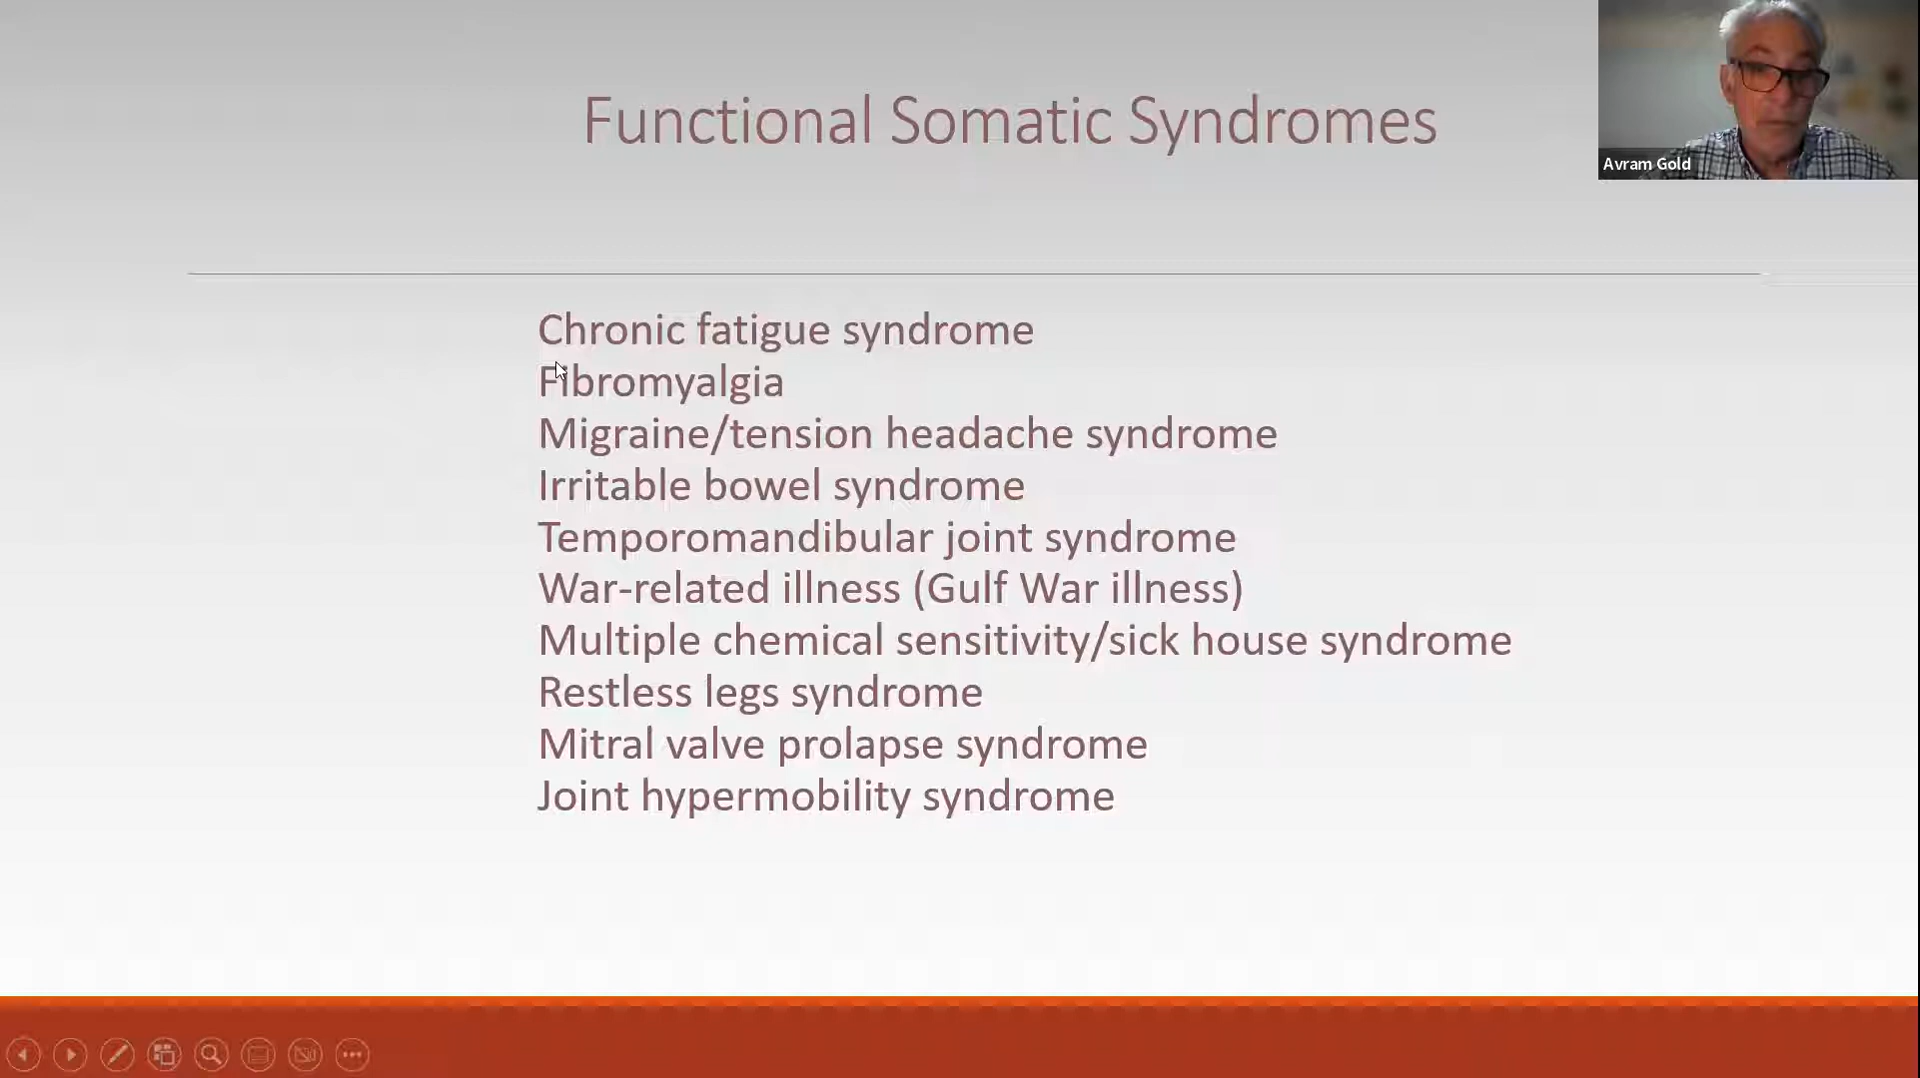 Functional Somatic Syndromes
Avram Gold
Chronic fatigue syndrome
Fibromyalgia
Migraine/tension headache syndrome
Irritable bowel syndrome
Temporomandibular joint syndrome
War-related illness (Gulf War illness)
Multiple chemical sensitivity/sick house syndrome
Restless legs syndrome
Mitral valve prolapse syndrome
Joint hypermobility syndrome